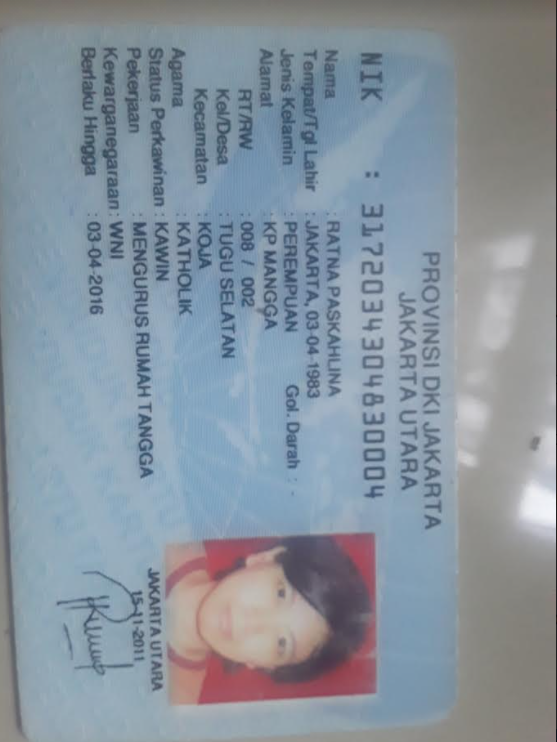 PROVINSI DKI JAKARTA
JAKARTA UTARA
NIK : 3172034304830004
Nama : RATNA PASKAHLINA
Tempat/Tgl Lahir : JAKARTA, 03-04-1983
Jenis Kelamin : PEREMPUAN Gol. Darah : -
Alamat : KP MANGGA
RT/RW : 008 / 002
Kel/Desa : TUGU SELATAN
Kecamatan : KOJA
Agama : KATHOLIK
Status Perkawinan : KAWIN
Pekerjaan : MENGURUS RUMAH TANGGA
Kewarganegaraan : WNI
Berlaku Hingga : 03-04-2016
JAKARTA UTARA
15-11-2011